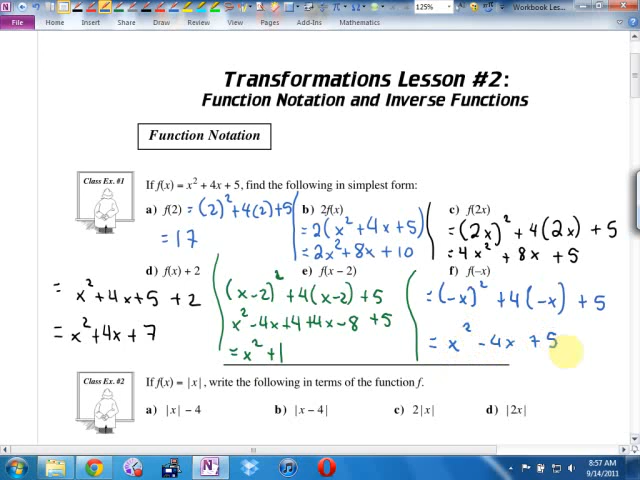 File
Home
Insert
Share
Draw
Review
View
Add-Ins
Mathematics
125%
Workbook Les...
Transformations Lesson #2:
Function Notation and Inverse Functions
Function Notation
Class Ex. #1
If f(x) = x² + 4x + 5, find the following in simplest form:
a) f(2) = (2)² + 4(2) + 5
= 17
b) 2f(x)
= 2(x² + 4x + 5)
= 2x² + 8x + 10
c) f(2x)
= (2x)² + 4(2x) + 5
= 4x² + 8x + 5
d) f(x) + 2
= x² + 4x + 5 + 2
= x² + 4x + 7
e) f(x − 2)
(x - 2)² + 4(x - 2) + 5
x² - 4x + 4 + 4x - 8 + 5
= x² + 1
f) f(−x)
= (-x)² + 4(-x) + 5
= x² - 4x + 5
Class Ex. #2
If f(x) = |x|, write the following in terms of the function f.
a) |x| − 4
b) |x − 4|
c) 2|x|
d) |2x|
8:57 AM
9/14/2011